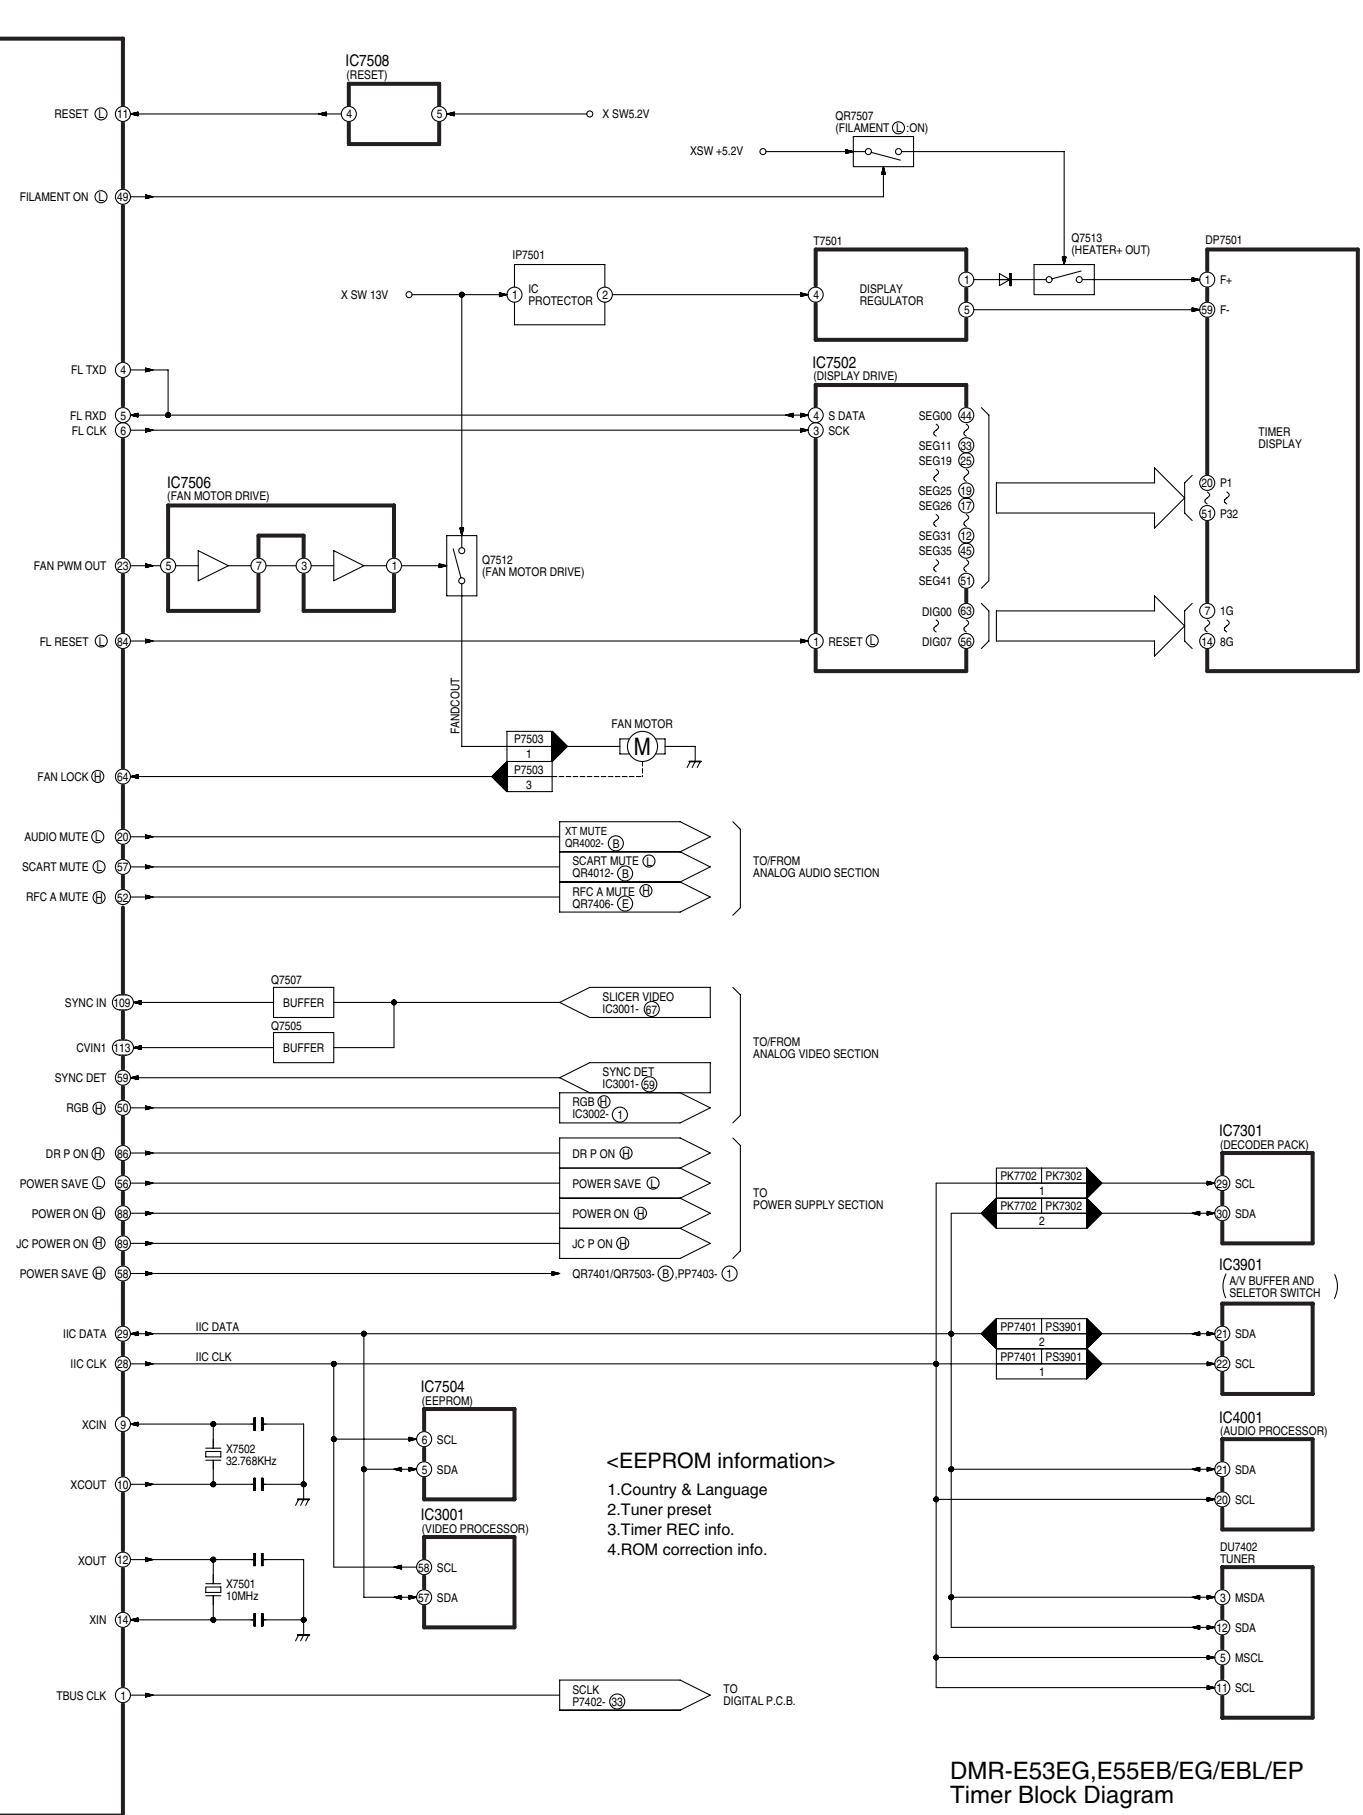 IC7508
(RESET)
RESET Ⓛ 11
4
5
X SW5.2V
QR7507
(FILAMENT Ⓛ:ON)
XSW +5.2V
FILAMENT ON Ⓛ 49
Q7513
(HEATER+ OUT)
T7501
DP7501
IP7501
X SW 13V
1
IC
PROTECTOR
2
4
DISPLAY
REGULATOR
1
5
1 F+
59 F-
FL TXD 4
IC7502
(DISPLAY DRIVE)
FL RXD 5
FL CLK 6
4 S DATA
3 SCK
SEG00 44
SEG11 33
SEG19 25
SEG25 19
SEG26 17
SEG31 12
SEG35 45
SEG41 51
DIG00 63
DIG07 56
TIMER
DISPLAY
20 P1
51 P32
7 1G
14 8G
IC7506
(FAN MOTOR DRIVE)
FAN PWM OUT 23
5
7
3
1
Q7512
(FAN MOTOR DRIVE)
FL RESET Ⓛ 84
1 RESET Ⓛ
FANDCOUT
FAN MOTOR
P7503
1
M
P7503
3
FAN LOCK Ⓗ 64
AUDIO MUTE Ⓛ 20
XT MUTE
QR4002- Ⓑ
SCART MUTE Ⓛ 57
SCART MUTE Ⓛ
QR4012- Ⓑ
RFC A MUTE Ⓗ 52
RFC A MUTE Ⓗ
QR7406- Ⓔ
TO/FROM
ANALOG AUDIO SECTION
Q7507
SYNC IN 109
BUFFER
SLICER VIDEO
IC3001- 67
Q7505
CVIN1 113
BUFFER
TO/FROM
ANALOG VIDEO SECTION
SYNC DET 59
SYNC DET
IC3001- 59
RGB Ⓗ 50
RGB Ⓗ
IC3002- 1
DR P ON Ⓗ 86
DR P ON Ⓗ
POWER SAVE Ⓛ 56
POWER SAVE Ⓛ
POWER ON Ⓗ 88
POWER ON Ⓗ
JC POWER ON Ⓗ 89
JC P ON Ⓗ
TO
POWER SUPPLY SECTION
POWER SAVE Ⓗ 58
QR7401/QR7503- Ⓑ,PP7403- 1
IC7301
(DECODER PACK)
PK7702 PK7302
1
29 SCL
PK7702 PK7302
2
30 SDA
IC3901
(A/V BUFFER AND
SELETOR SWITCH)
IIC DATA 29
IIC DATA
PP7401 PS3901
2
21 SDA
IIC CLK 28
IIC CLK
PP7401 PS3901
1
22 SCL
IC7504
(EEPROM)
6 SCL
5 SDA
IC3001
(VIDEO PROCESSOR)
58 SCL
57 SDA
XCIN 9
X7502
32.768KHz
XCOUT 10
XOUT 12
X7501
10MHz
XIN 14
<EEPROM information>
1.Country & Language
2.Tuner preset
3.Timer REC info.
4.ROM correction info.
IC4001
(AUDIO PROCESSOR)
21 SDA
20 SCL
DU7402
TUNER
3 MSDA
12 SDA
5 MSCL
11 SCL
TBUS CLK 1
SCLK
P7402- 33
TO
DIGITAL P.C.B.
DMR-E53EG,E55EB/EG/EBL/EP
Timer Block Diagram